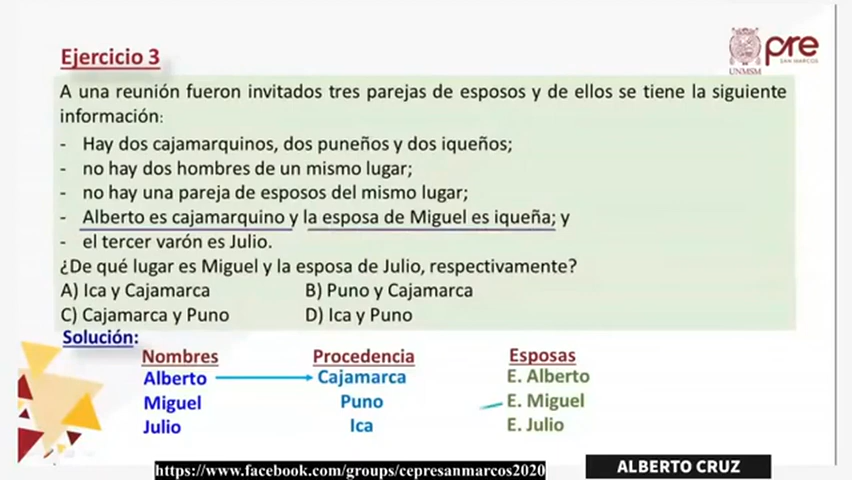 Ejercicio 3
UNMSM
pre
SAN MARCOS
A una reunión fueron invitados tres parejas de esposos y de ellos se tiene la siguiente
información:
- Hay dos cajamarquinos, dos puneños y dos iqueños;
- no hay dos hombres de un mismo lugar;
- no hay una pareja de esposos del mismo lugar;
- Alberto es cajamarquino y la esposa de Miguel es iqueña; y
- el tercer varón es Julio.
¿De qué lugar es Miguel y la esposa de Julio, respectivamente?
A) Ica y Cajamarca B) Puno y Cajamarca
C) Cajamarca y Puno D) Ica y Puno
Solución:
Nombres Procedencia Esposas
Alberto Cajamarca E. Alberto
Miguel Puno E. Miguel
Julio Ica E. Julio
https://www.facebook.com/groups/cepresanmarcos2020
ALBERTO CRUZ